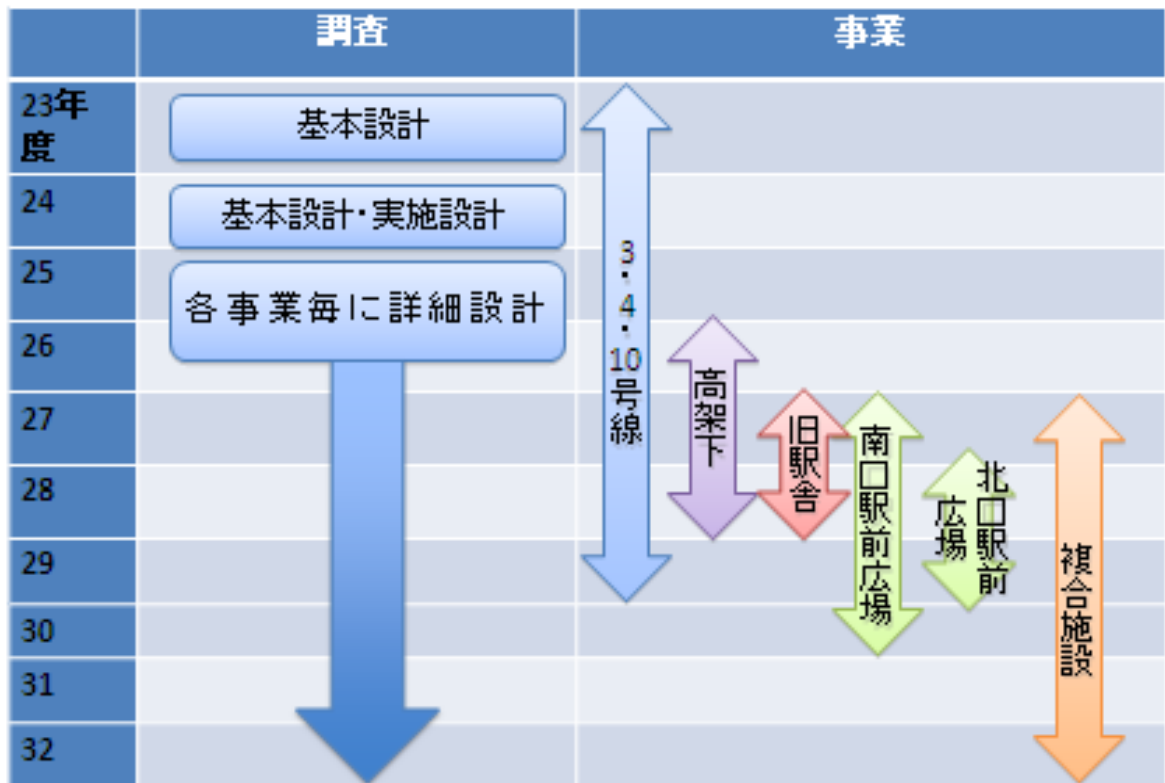 調査
事業
23年
度
基本設計
24
基本設計・実施設計
25
各事業毎に詳細設計
26
27
28
29
30
31
32
3・4・10号線
高架下
旧駅舎
南口駅前広場
北口駅前
広場
複合施設